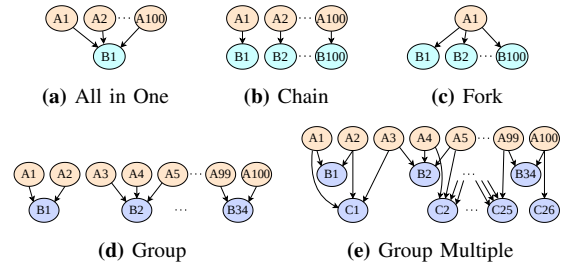 A1 A2 ··· A100 A1 A2 ··· A100 A1
B1 B1 B2 ··· B100 B1 B2 ··· B100
(a) All in One (b) Chain (c) Fork
A1 A2 A3 A4 A5 ··· A99 A100
B1 B2 ··· B34
(d) Group
A1 A2 A3 A4 A5 ··· A99 A100
B1 B2 ··· B34
C1 C2 ··· C25 C26
(e) Group Multiple